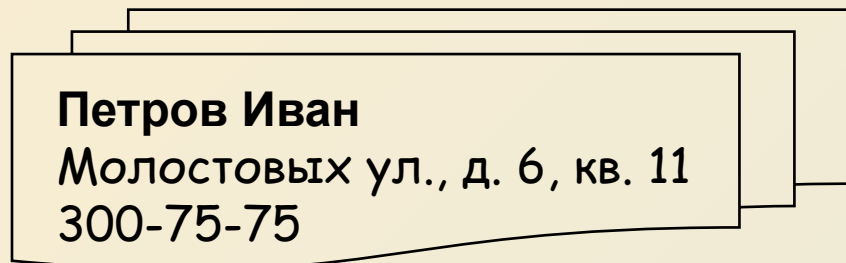 Петров Иван
Молостовых ул., д. 6, кв. 11
300-75-75